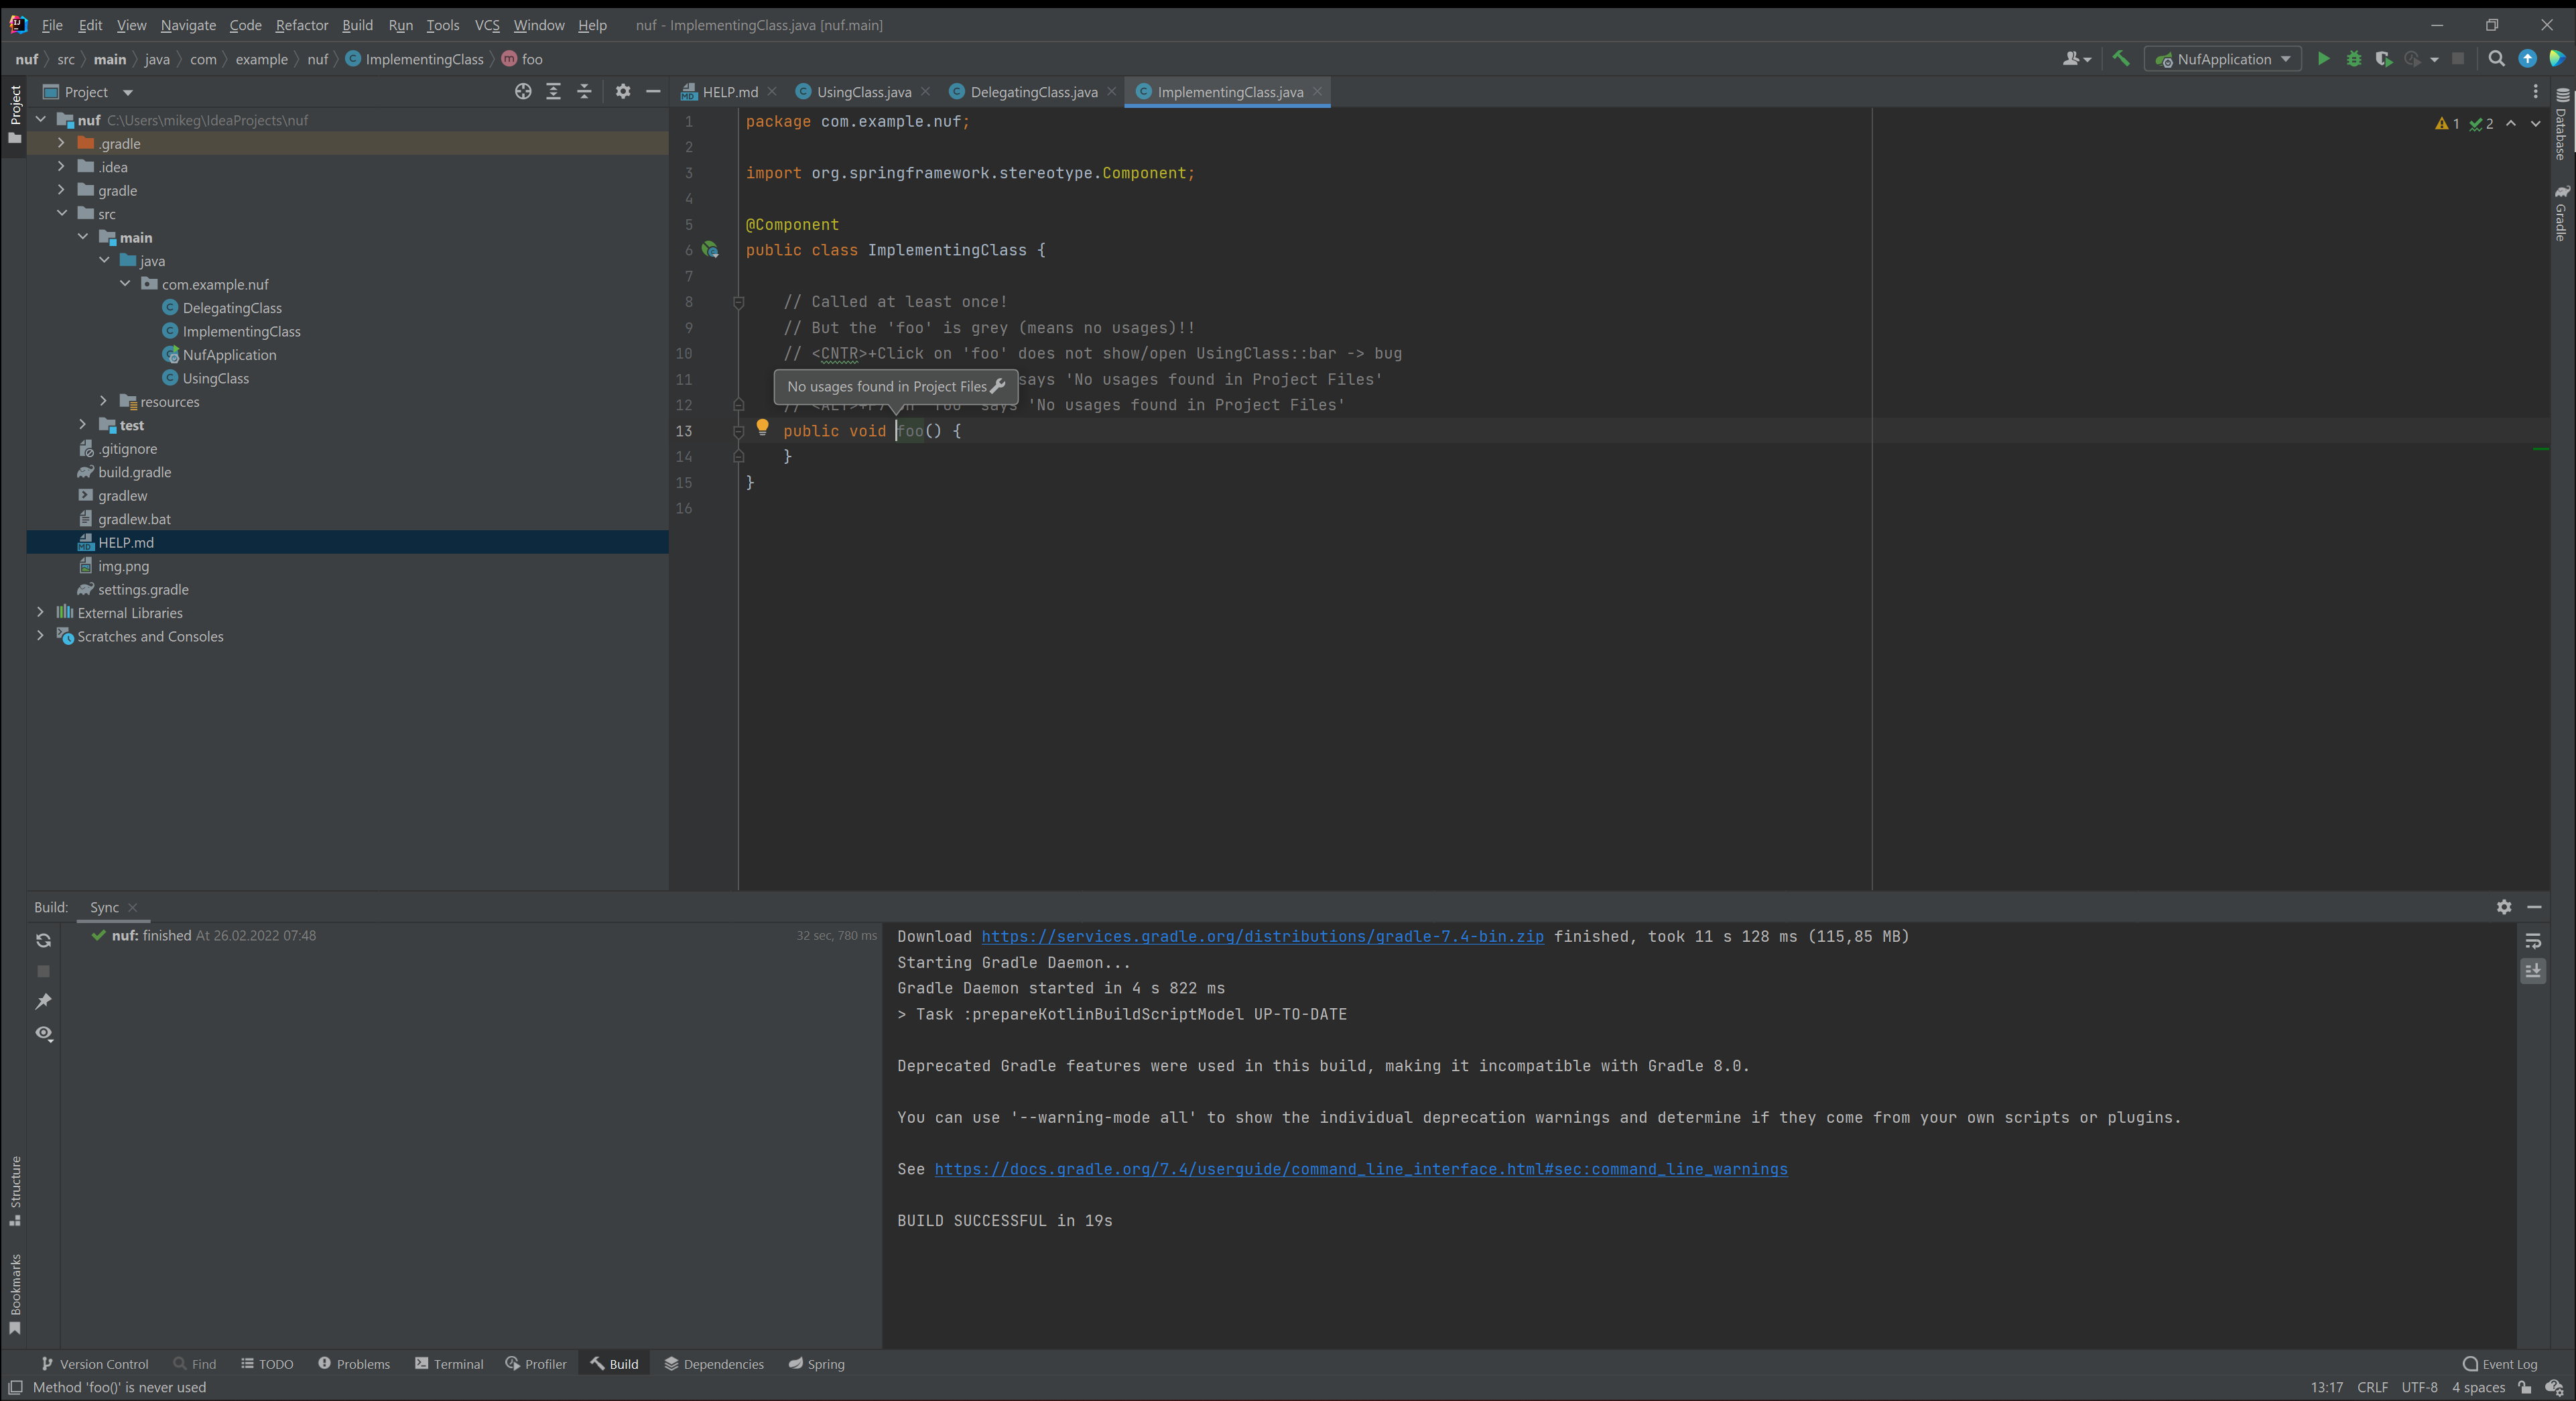 File Edit View Navigate Code Refactor Build Run Tools VCS Window Help nuf - ImplementingClass.java [nuf.main]
nuf src main java com example nuf ImplementingClass foo
NufApplication
Project
HELP.md UsingClass.java DelegatingClass.java ImplementingClass.java
Project
nuf C:\Users\mikeg\IdeaProjects\nuf
.gradle
.idea
gradle
src
main
java
com.example.nuf
DelegatingClass
ImplementingClass
NufApplication
UsingClass
resources
test
.gitignore
build.gradle
gradlew
gradlew.bat
HELP.md
img.png
settings.gradle
External Libraries
Scratches and Consoles
1 package com.example.nuf;
2
3 import org.springframework.stereotype.Component;
4
5 @Component
6 public class ImplementingClass {
7
8 // Called at least once!
9 // But the 'foo' is grey (means no usages)!!
10 // <CNTR>+Click on 'foo' does not show/open UsingClass::bar -> bug
11 says 'No usages found in Project Files'
No usages found in Project Files
12 'foo' says 'No usages found in Project Files'
13 public void foo() {
14 }
15 }
16
1 2
Database
Gradle
Build: Sync
nuf: finished At 26.02.2022 07:48 32 sec, 780 ms
Download https://services.gradle.org/distributions/gradle-7.4-bin.zip finished, took 11 s 128 ms (115,85 MB)
Starting Gradle Daemon...
Gradle Daemon started in 4 s 822 ms
> Task :prepareKotlinBuildScriptModel UP-TO-DATE
Deprecated Gradle features were used in this build, making it incompatible with Gradle 8.0.
You can use '--warning-mode all' to show the individual deprecation warnings and determine if they come from your own scripts or plugins.
See https://docs.gradle.org/7.4/userguide/command_line_interface.html#sec:command_line_warnings
BUILD SUCCESSFUL in 19s
Structure
Bookmarks
Version Control Find TODO Problems Terminal Profiler Build Dependencies Spring Event Log
Method 'foo()' is never used 13:17 CRLF UTF-8 4 spaces